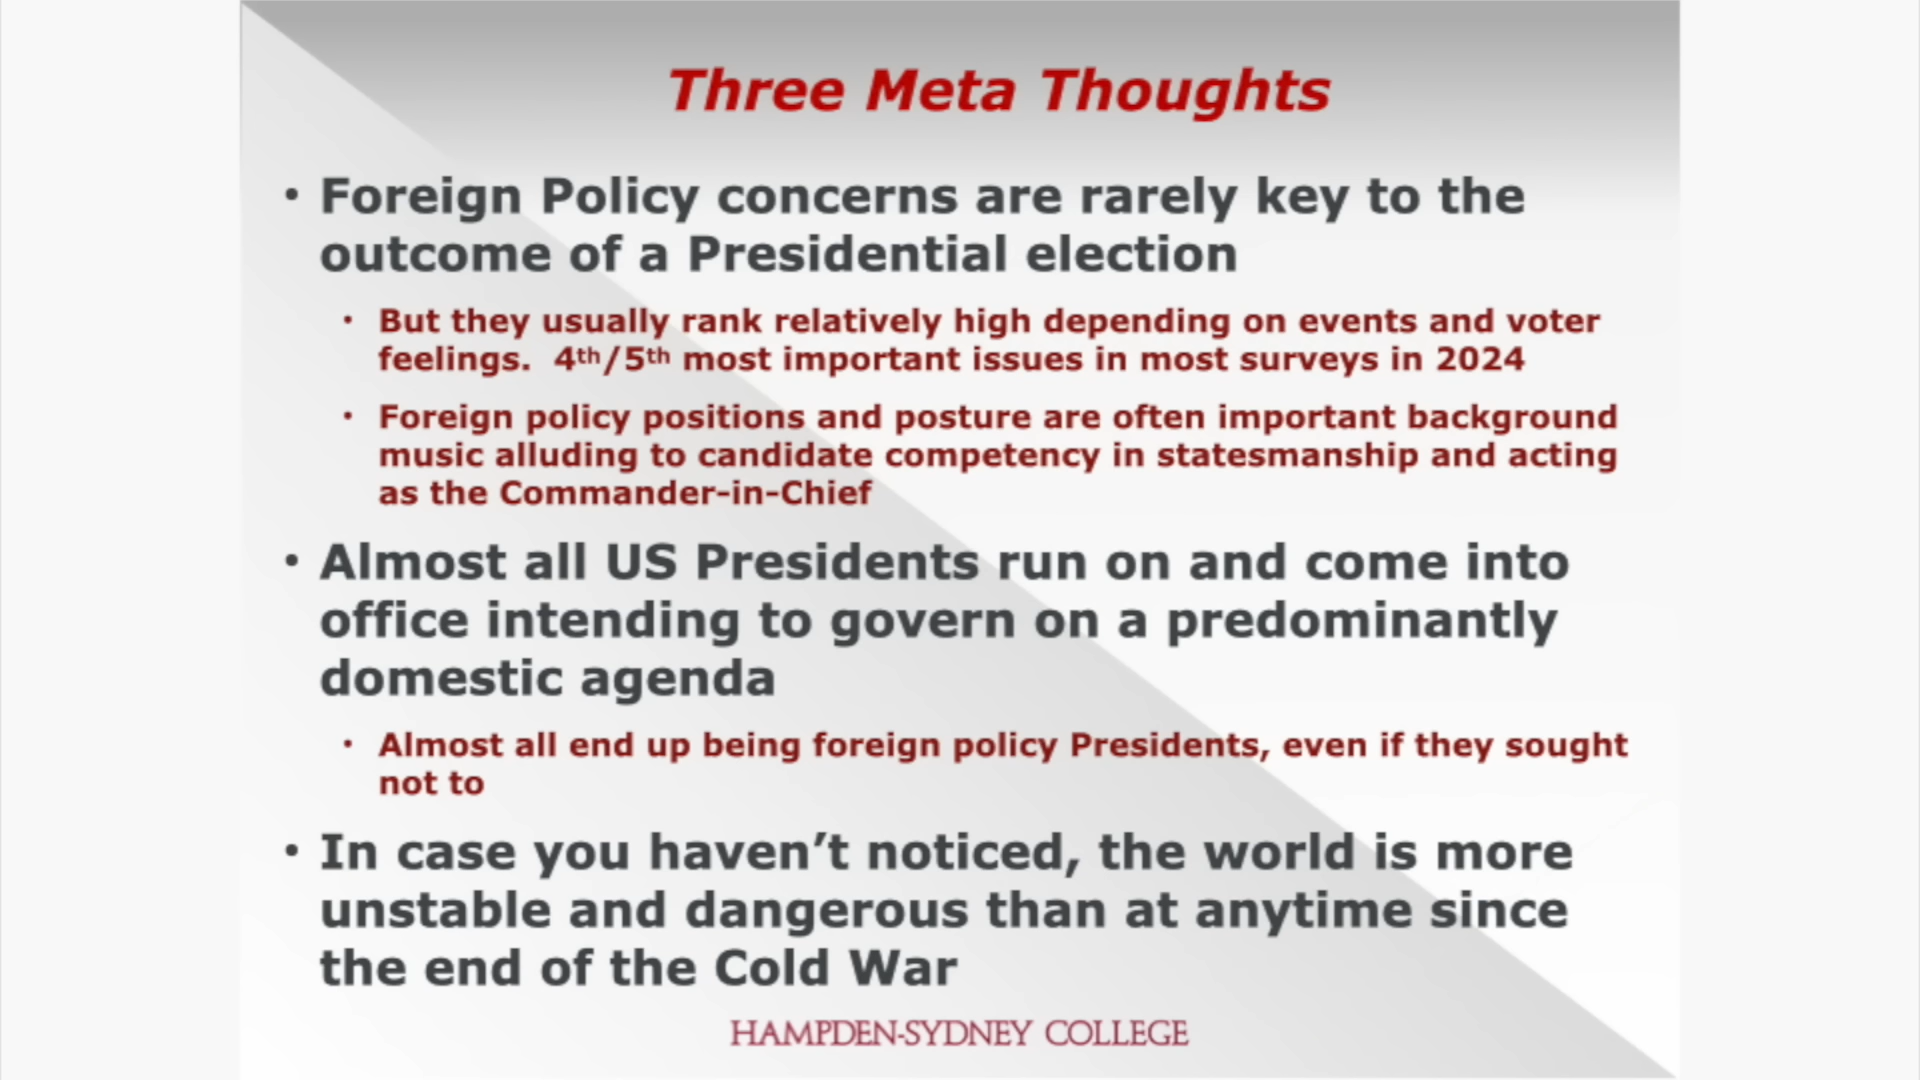 Three Meta Thoughts
• Foreign Policy concerns are rarely key to the
outcome of a Presidential election
• But they usually rank relatively high depending on events and voter
feelings. 4th/5th most important issues in most surveys in 2024
• Foreign policy positions and posture are often important background
music alluding to candidate competency in statesmanship and acting
as the Commander-in-Chief
• Almost all US Presidents run on and come into
office intending to govern on a predominantly
domestic agenda
• Almost all end up being foreign policy Presidents, even if they sought
not to
• In case you haven’t noticed, the world is more
unstable and dangerous than at anytime since
the end of the Cold War
HAMPDEN-SYDNEY COLLEGE